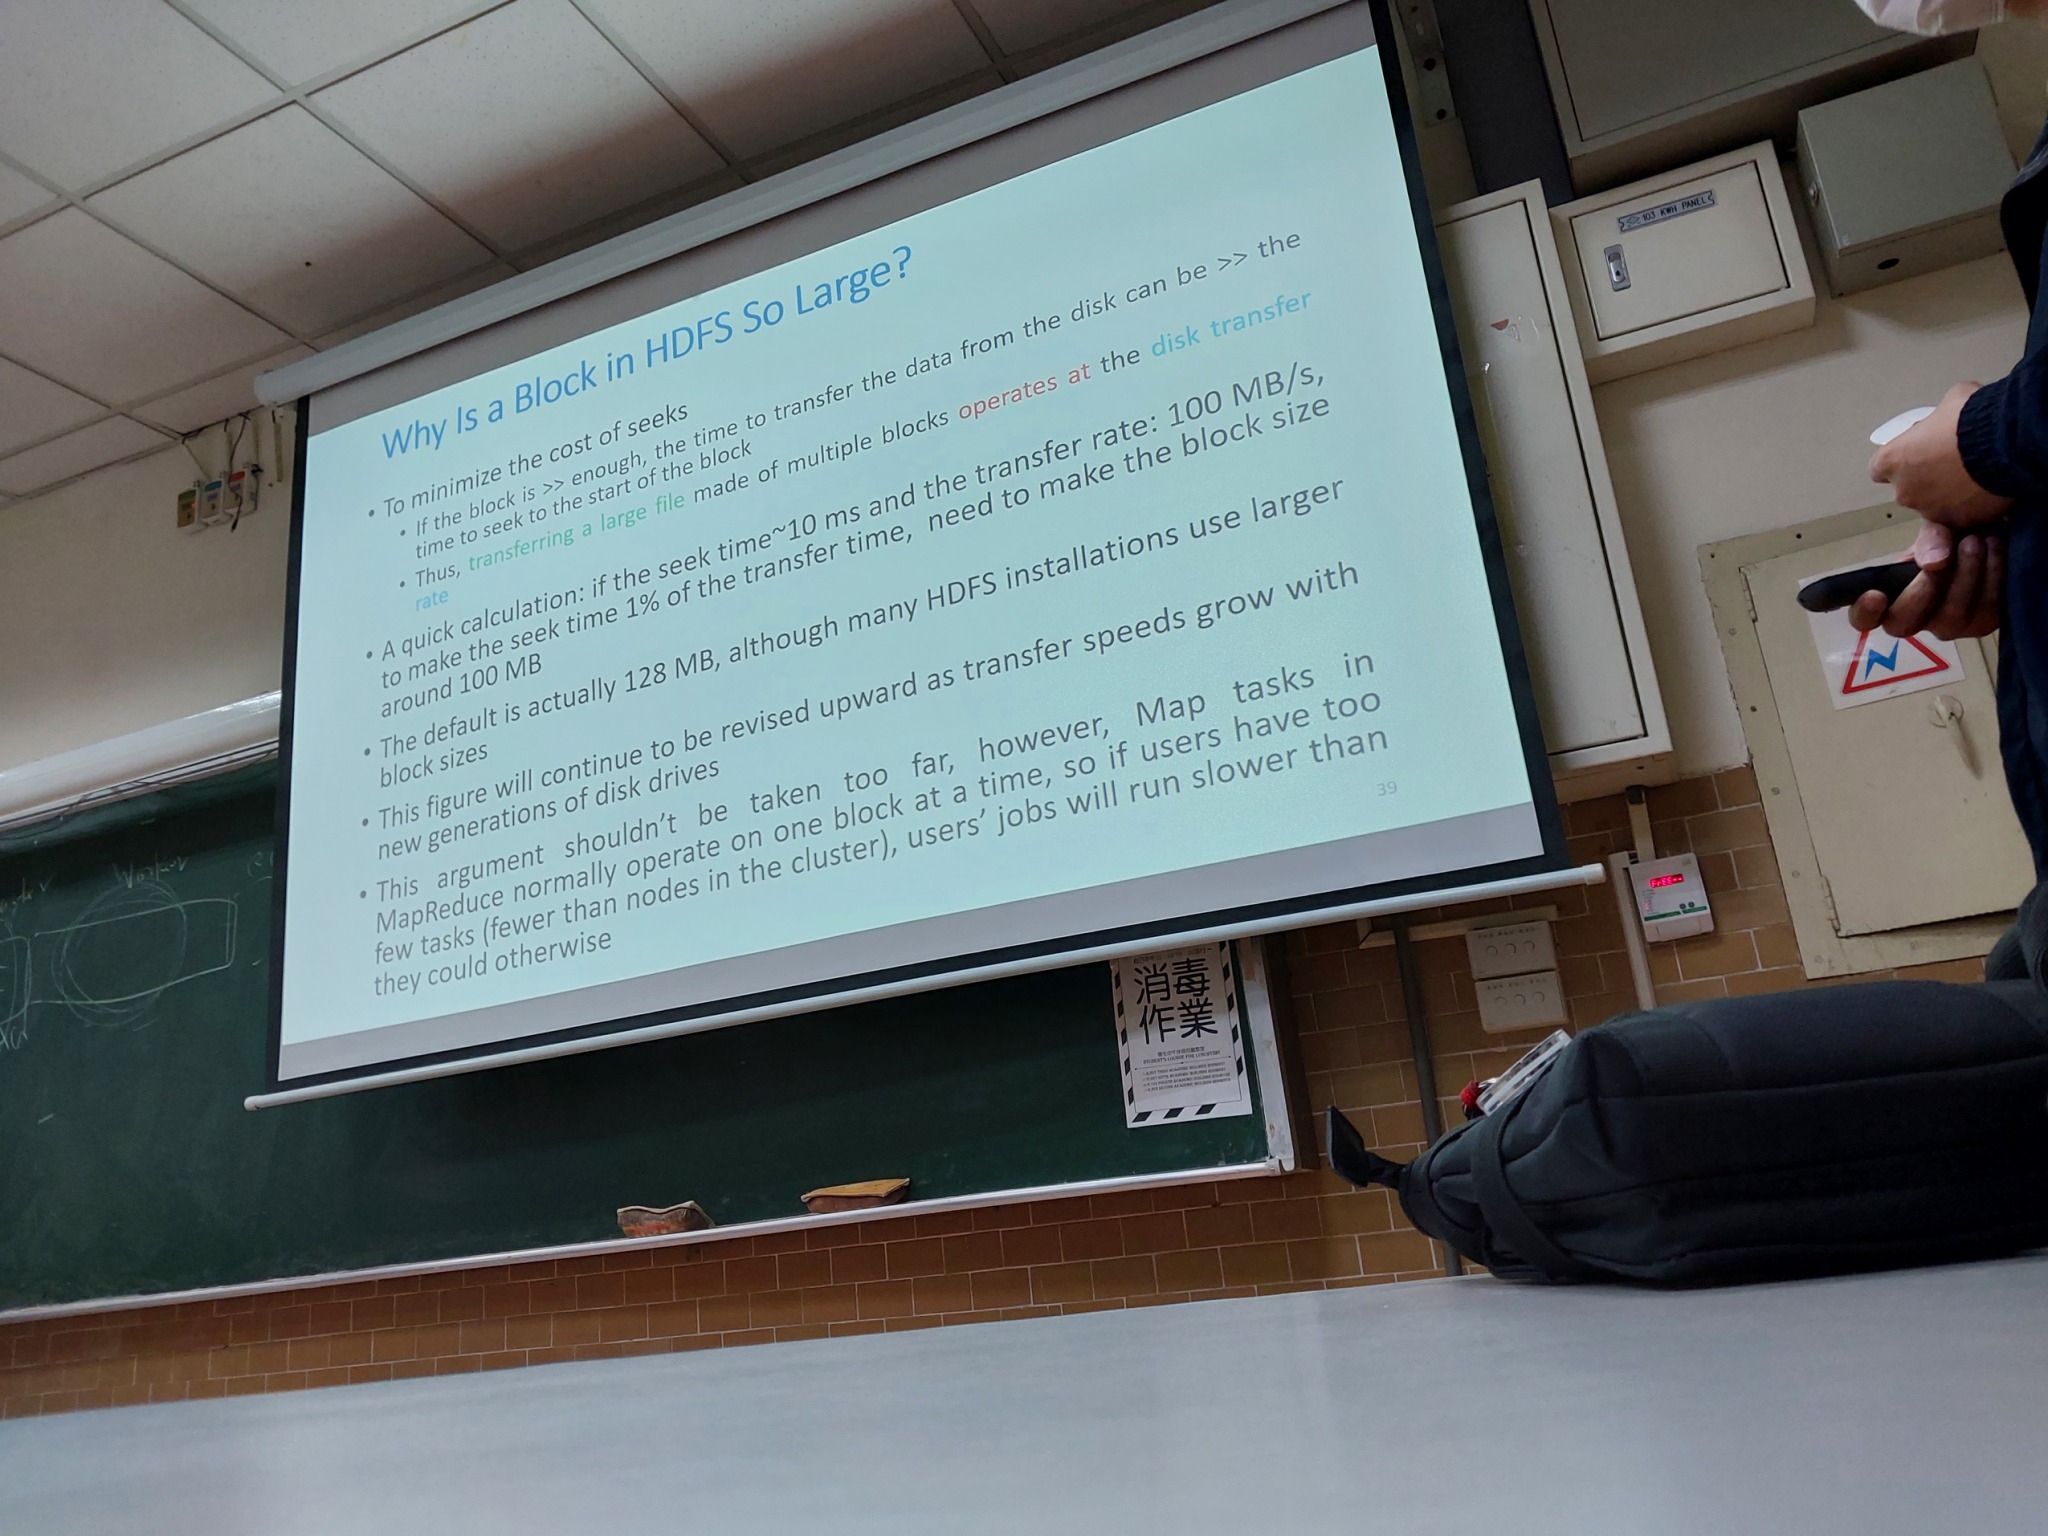 Why Is a Block in HDFS So Large?
• To minimize the cost of seeks
• If the block is >> enough, the time to transfer the data from the disk can be >> the
time to seek to the start of the block
• Thus, transferring a large file made of multiple blocks operates at the disk transfer
rate
• A quick calculation: if the seek time~10 ms and the transfer rate: 100 MB/s,
to make the seek time 1% of the transfer time, need to make the block size
around 100 MB
• The default is actually 128 MB, although many HDFS installations use larger
block sizes
• This figure will continue to be revised upward as transfer speeds grow with
new generations of disk drives
• This argument shouldn't be taken too far, however, Map tasks in
MapReduce normally operate on one block at a time, so if users have too
few tasks (fewer than nodes in the cluster), users' jobs will run slower than
they could otherwise
39
103 KWH PANEL
Worker
消毒
作業